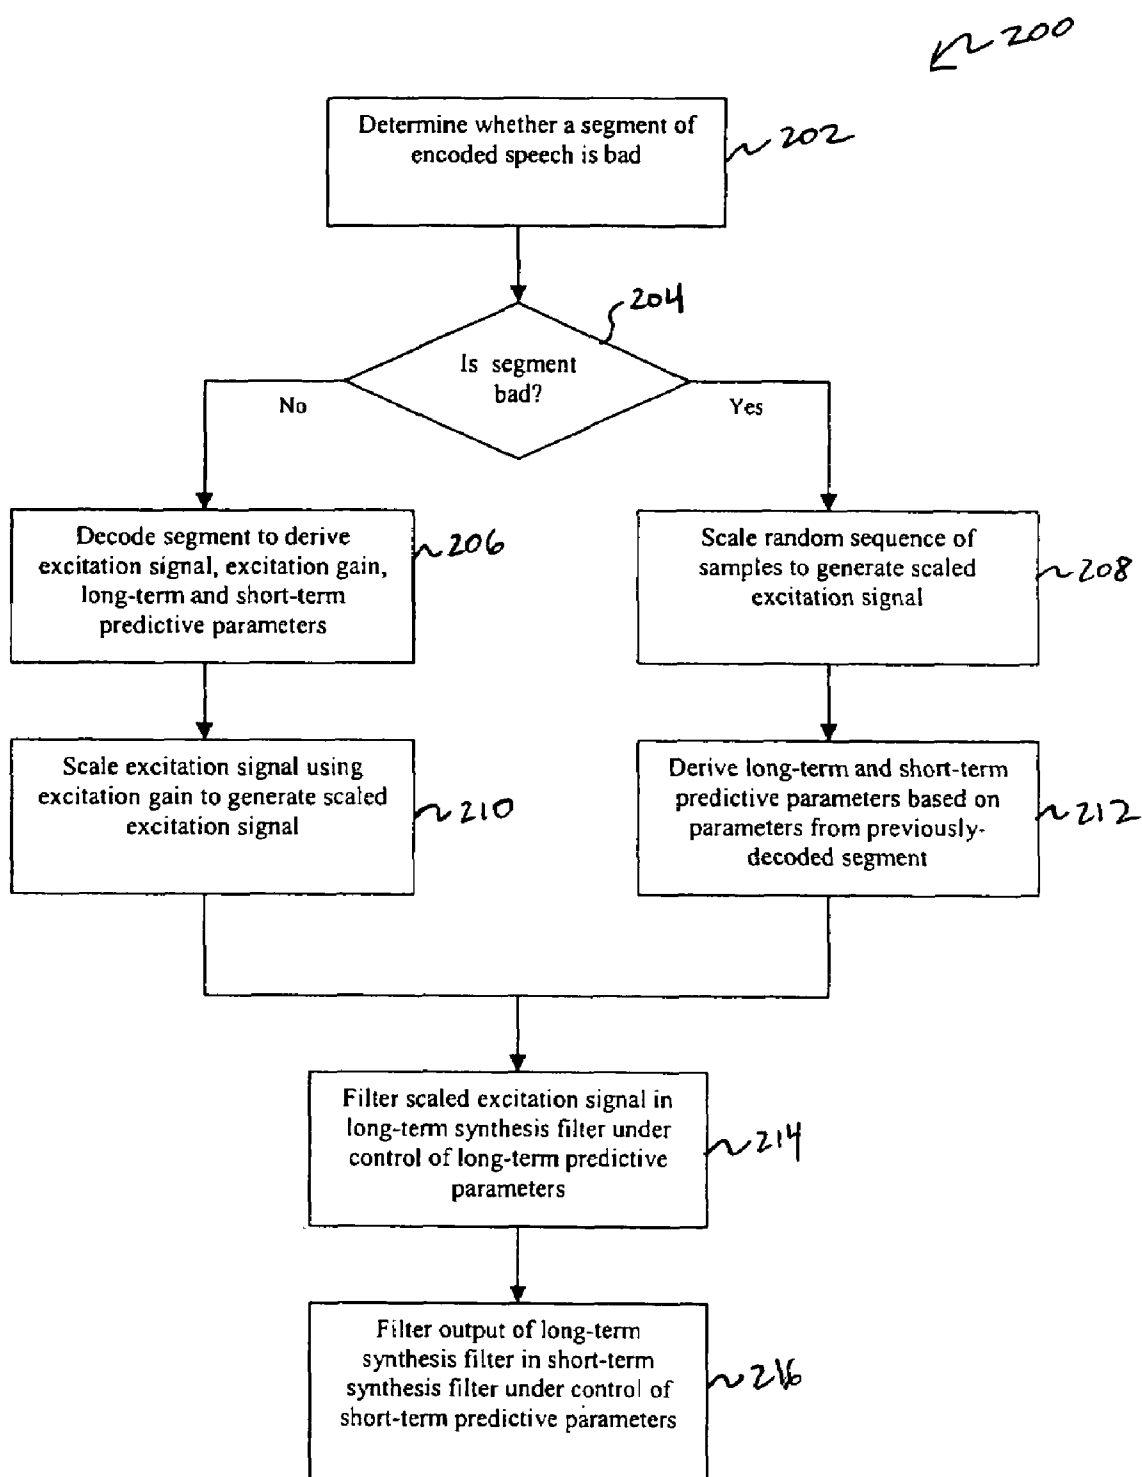 200
Determine whether a segment of
encoded speech is bad
202
204
Is segment
bad?
No
Yes
Decode segment to derive
excitation signal, excitation gain,
long-term and short-term
predictive parameters
206
Scale random sequence of
samples to generate scaled
excitation signal
208
Scale excitation signal using
excitation gain to generate scaled
excitation signal
210
Derive long-term and short-term
predictive parameters based on
parameters from previously-
decoded segment
212
Filter scaled excitation signal in
long-term synthesis filter under
control of long-term predictive
parameters
214
Filter output of long-term
synthesis filter in short-term
synthesis filter under control of
short-term predictive parameters
216